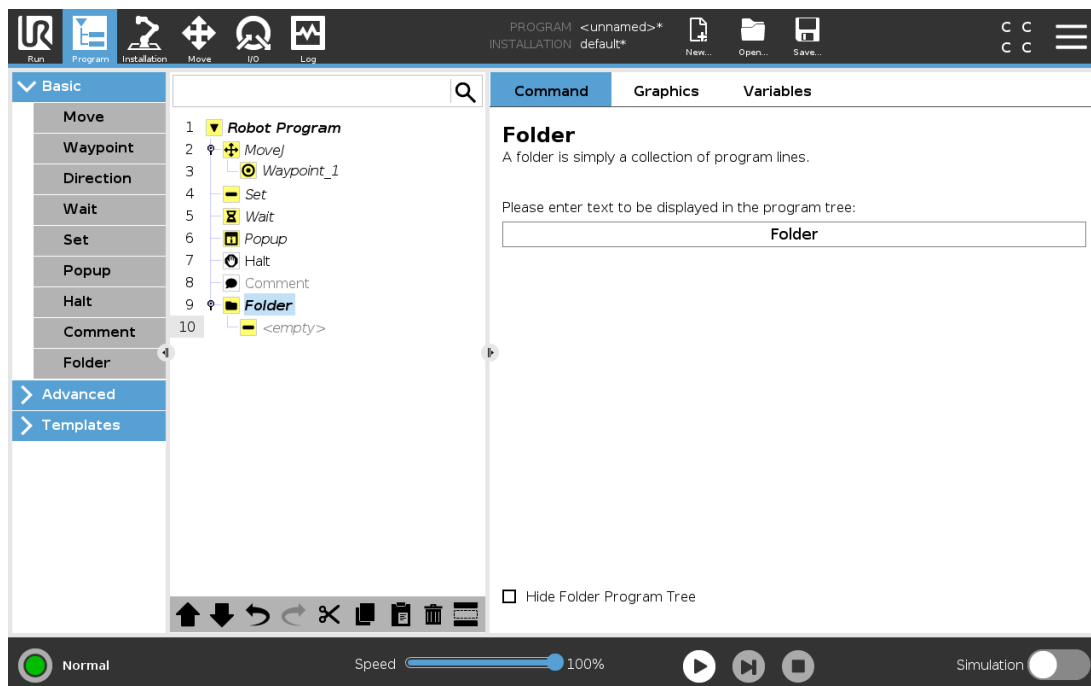 PROGRAM <unnamed>*
INSTALLATION default*
C C
C C
Run Program Installation Move I/O Log New... Open... Save...
Basic
Move
Waypoint
Direction
Wait
Set
Popup
Halt
Comment
Folder
Advanced
Templates
1 Robot Program
2 MoveJ
3 Waypoint_1
4 Set
5 Wait
6 Popup
7 Halt
8 Comment
9 Folder
10 <empty>
Command Graphics Variables
Folder
A folder is simply a collection of program lines.
Please enter text to be displayed in the program tree:
Folder
Hide Folder Program Tree
Normal Speed 100% Simulation